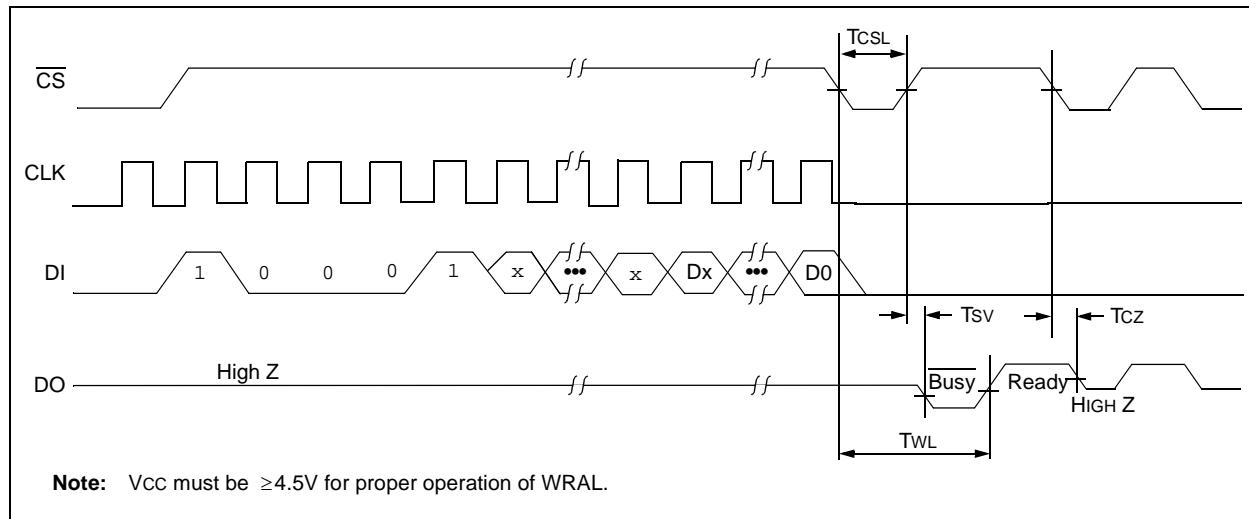 TCSL
CS
CLK
DI
1 0 0 0 1 x ••• x Dx ••• D0
TSV
TCZ
High Z
DO
Busy
Ready
HIGH Z
TWL
Note: VCC must be ≥4.5V for proper operation of WRAL.